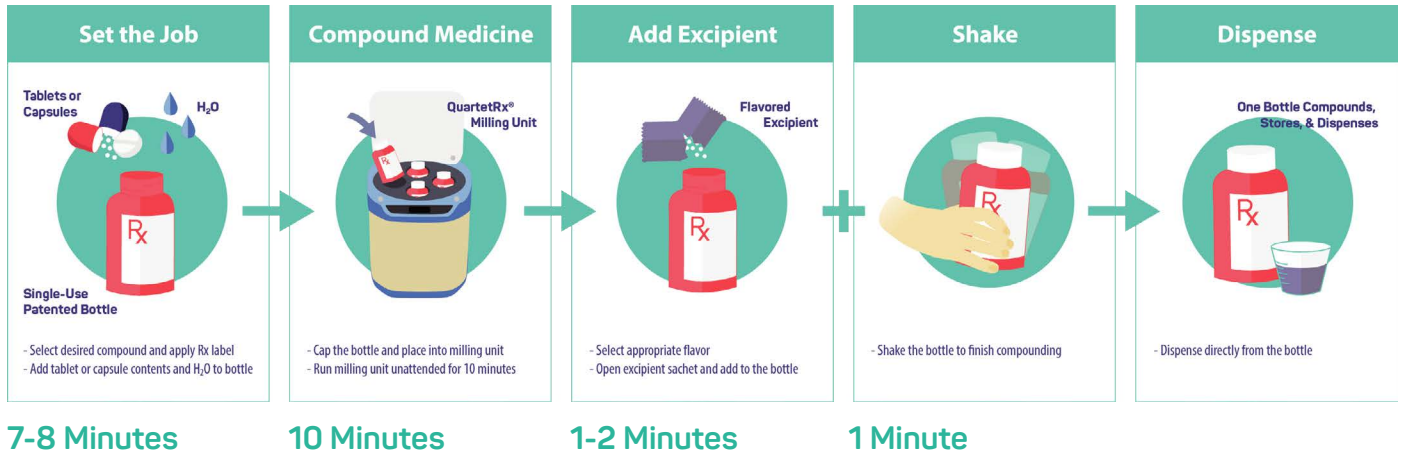 Set the Job
Tablets or
Capsules
H₂O
Rx
Single-Use
Patented Bottle
- Select desired compound and apply Rx label
- Add tablet or capsule contents and H₂O to bottle
7-8 Minutes
Compound Medicine
QuartetRx®
Milling Unit
Rx
- Cap the bottle and place into milling unit
- Run milling unit unattended for 10 minutes
10 Minutes
Add Excipient
Flavored
Excipient
Rx
- Select appropriate flavor
- Open excipient sachet and add to the bottle
1-2 Minutes
Shake
Rx
- Shake the bottle to finish compounding
1 Minute
Dispense
One Bottle Compounds,
Stores, & Dispenses
Rx
- Dispense directly from the bottle